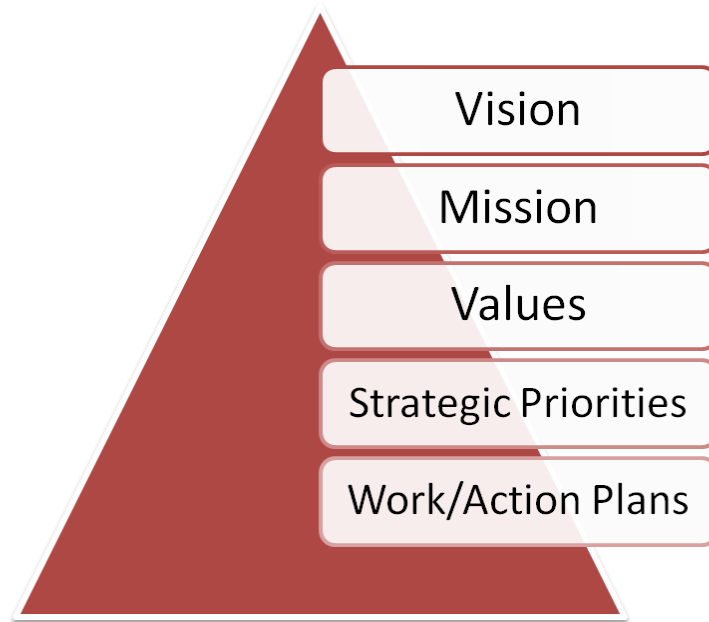 Vision
Mission
Values
Strategic Priorities
Work/Action Plans